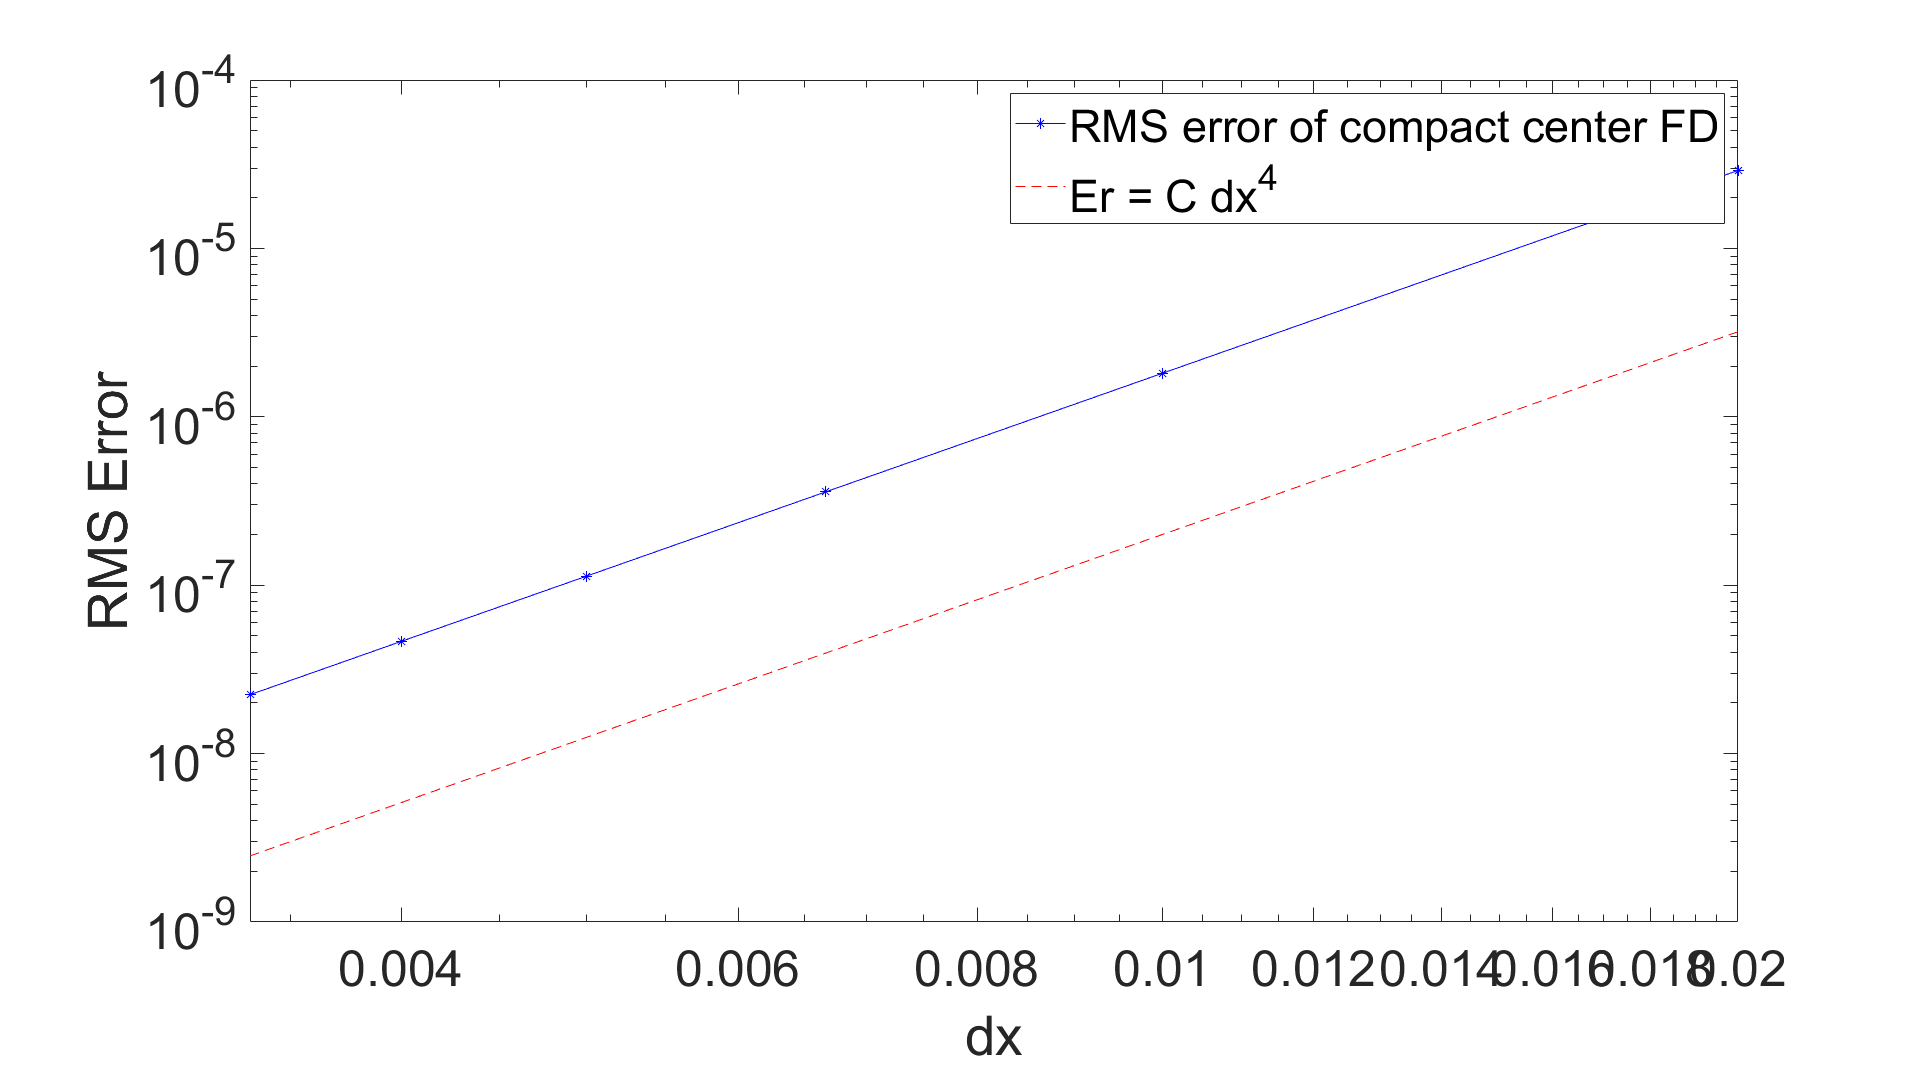 10^-4
10^-5
10^-6
10^-7
10^-8
10^-9
RMS Error
RMS error of compact center FD
Er = C dx^4
0.004 0.006 0.008 0.01 0.012 0.014 0.016 0.018 0.02
dx